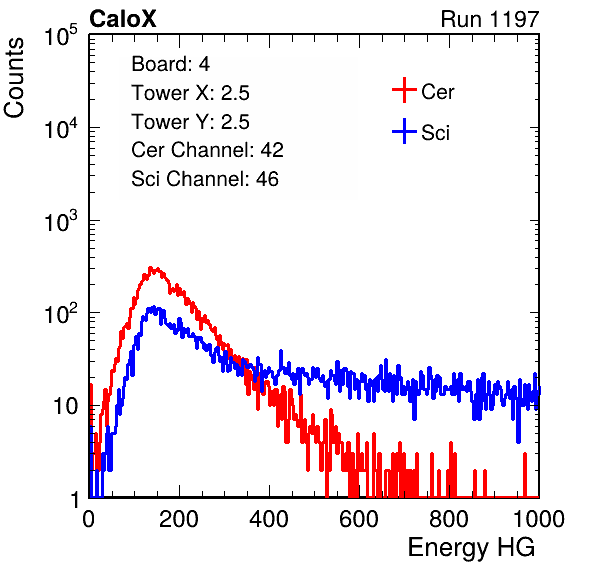 CaloX Run 1197
Counts
10^5
10^4
10^3
10^2
10
1
Board: 4
Tower X: 2.5
Tower Y: 2.5
Cer Channel: 42
Sci Channel: 46
Cer
Sci
0 200 400 600 800 1000
Energy HG